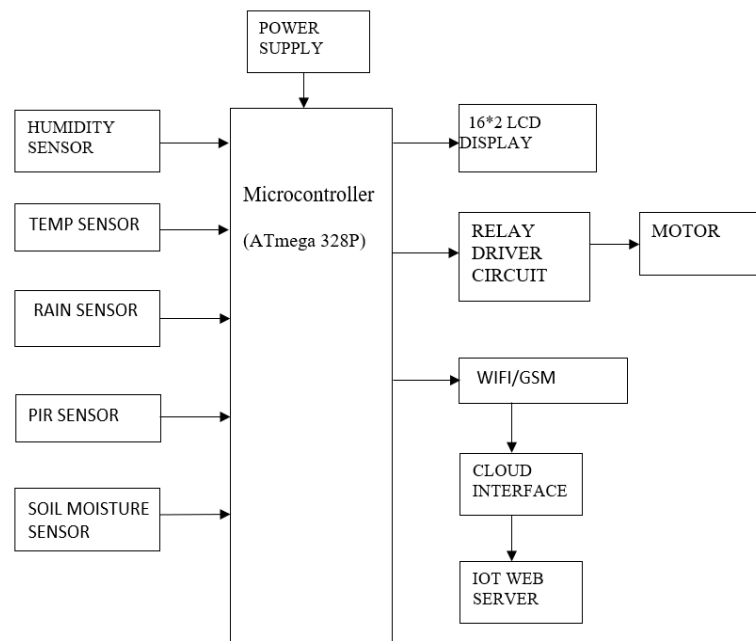 POWER
SUPPLY
HUMIDITY
SENSOR
TEMP SENSOR
RAIN SENSOR
PIR SENSOR
SOIL MOISTURE
SENSOR
Microcontroller
(ATmega 328P)
16*2 LCD
DISPLAY
RELAY
DRIVER
CIRCUIT
MOTOR
WIFI/GSM
CLOUD
INTERFACE
IOT WEB
SERVER